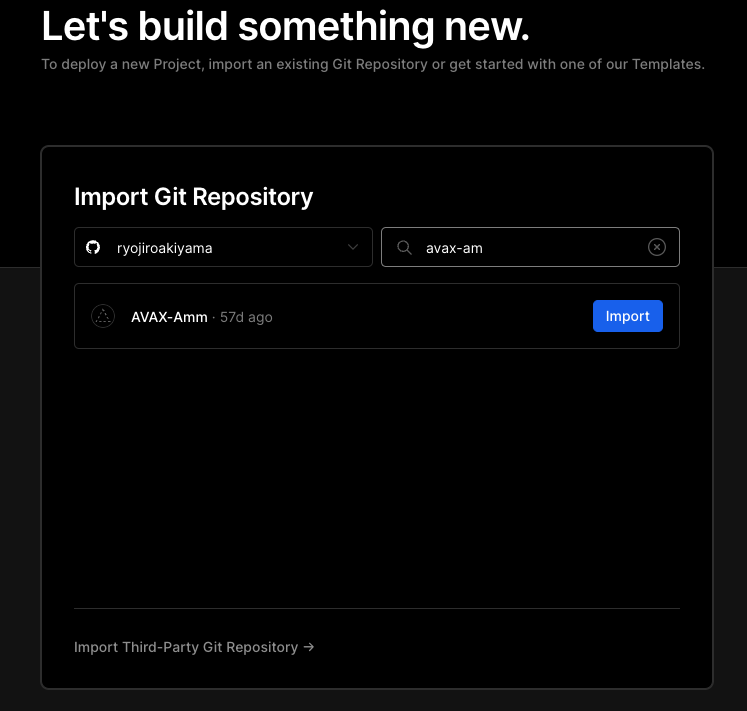 Let's build something new.
To deploy a new Project, import an existing Git Repository or get started with one of our Templates.
Import Git Repository
ryojiroakiyama
avax-am
AVAX-Amm · 57d ago
Import
Import Third-Party Git Repository →